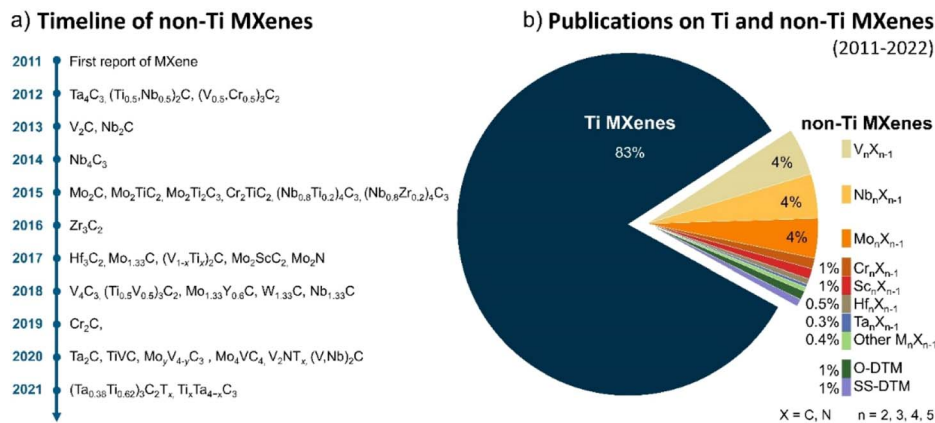 a) Timeline of non-Ti MXenes
2011 First report of MXene
2012 Ta₄C₃, (Ti₀.₅,Nb₀.₅)₂C, (V₀.₅,Cr₀.₅)₃C₂
2013 V₂C, Nb₂C
2014 Nb₄C₃
2015 Mo₂C, Mo₂TiC₂, Mo₂Ti₂C₃, Cr₂TiC₂, (Nb₀.₈Ti₀.₂)₄C₃, (Nb₀.₈Zr₀.₂)₄C₃
2016 Zr₃C₂
2017 Hf₃C₂, Mo₁.₃₃C, (V₁₋ₓTiₓ)₂C, Mo₂ScC₂, Mo₂N
2018 V₄C₃, (Ti₀.₅V₀.₅)₃C₂, Mo₁.₃₃Y₀.₆C, W₁.₃₃C, Nb₁.₃₃C
2019 Cr₂C,
2020 Ta₂C, TiVC, MoyV₄₋yC₃ , Mo₄VC₄, V₂NTₓ, (V,Nb)₂C
2021 (Ta₀.₃₈Ti₀.₆₂)₃C₂Tₓ, TiₓTa₄₋ₓC₃
b) Publications on Ti and non-Ti MXenes
(2011-2022)
Ti MXenes
83%
non-Ti MXenes
4% VₙXₙ₋₁
4% NbₙXₙ₋₁
4% MoₙXₙ₋₁
1% CrₙXₙ₋₁
1% ScₙXₙ₋₁
0.5% HfₙXₙ₋₁
0.3% TaₙXₙ₋₁
0.4% Other MₙXₙ₋₁
1% O-DTM
1% SS-DTM
X = C, N n = 2, 3, 4, 5